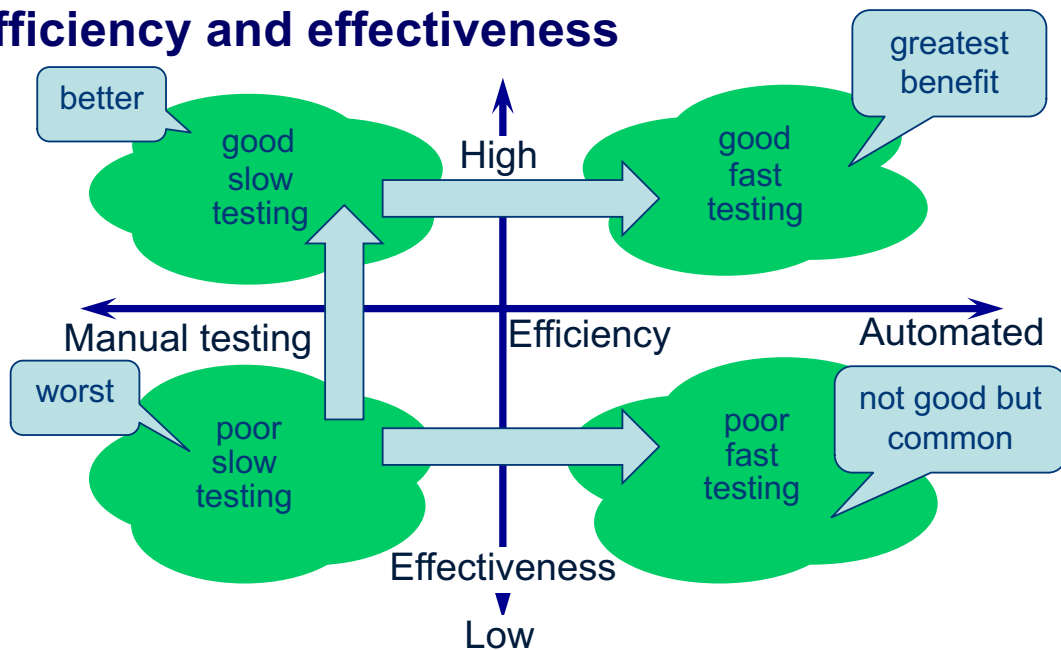 fficiency and effectiveness
better
greatest
benefit
good
slow
testing
High
good
fast
testing
Manual testing
Efficiency
Automated
worst
not good but
common
poor
slow
testing
poor
fast
testing
Effectiveness
Low